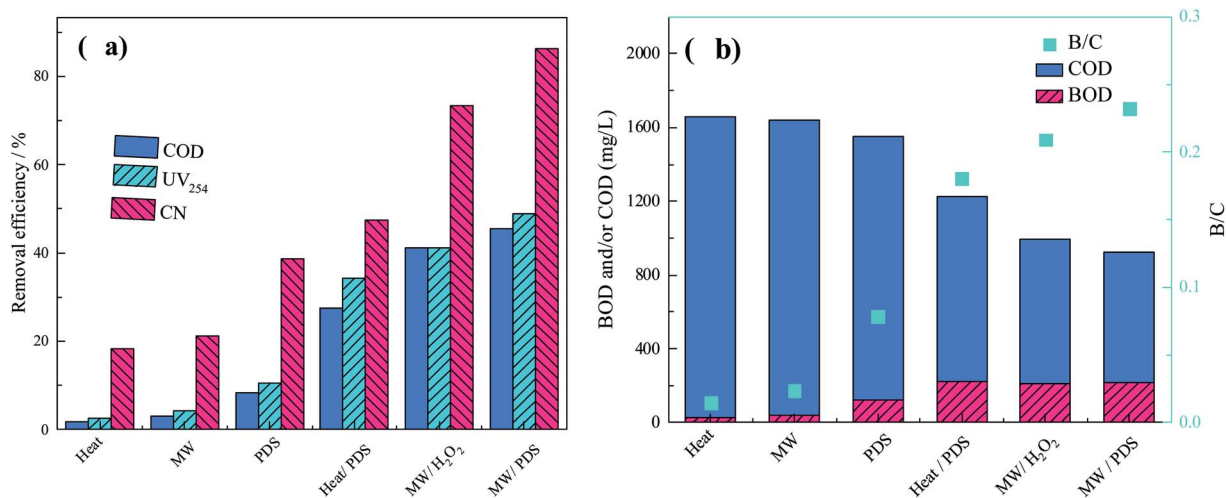 ( a)
Removal efficiency / %
80
60
40
20
0
COD
UV254
CN
Heat
MW
PDS
Heat/ PDS
MW/ H2O2
MW/ PDS
( b)
BOD and/or COD (mg/L)
2000
1600
1200
800
400
0
B/C
COD
BOD
0.3
0.2
0.1
0.0
B/C
Heat
MW
PDS
Heat / PDS
MW/ H2O2
MW / PDS